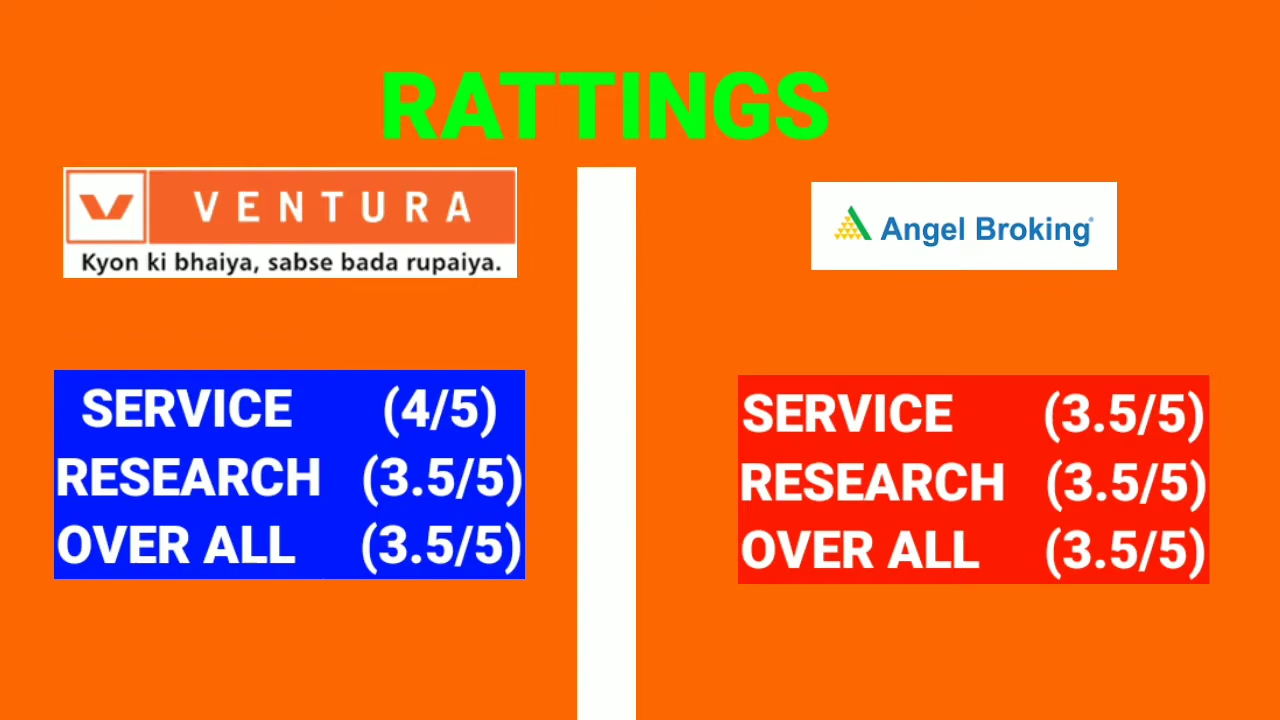 RATTINGS
VENTURA
Kyon ki bhaiya, sabse bada rupaiya.
SERVICE (4/5)
RESEARCH (3.5/5)
OVER ALL (3.5/5)
Angel Broking
SERVICE (3.5/5)
RESEARCH (3.5/5)
OVER ALL (3.5/5)